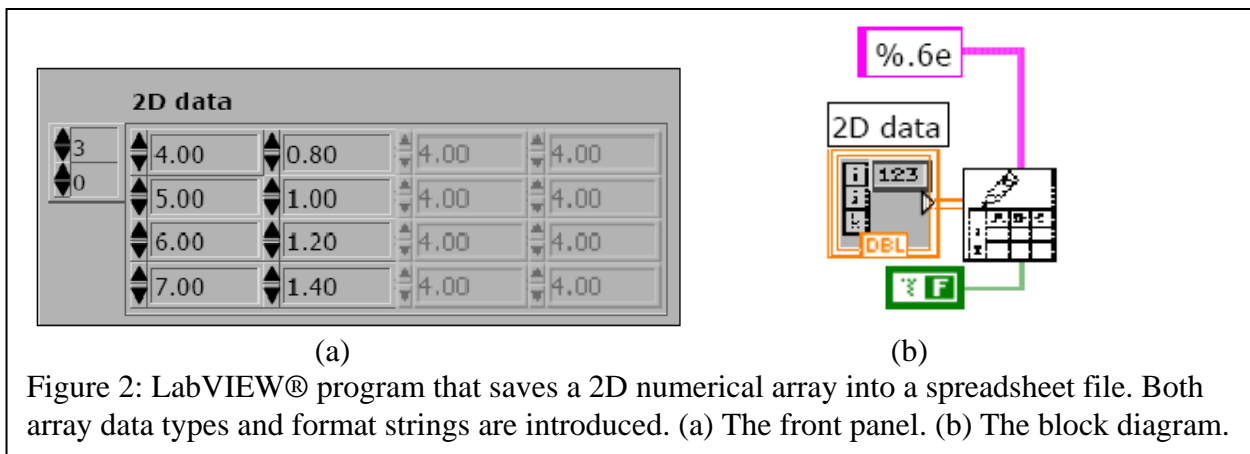 2D data
3
0
4.00 0.80 4.00 4.00
5.00 1.00 4.00 4.00
6.00 1.20 4.00 4.00
7.00 1.40 4.00 4.00
(a)
%.6e
2D data
i
j
k
123
DBL
F
(b)
Figure 2: LabVIEW® program that saves a 2D numerical array into a spreadsheet file. Both
array data types and format strings are introduced. (a) The front panel. (b) The block diagram.